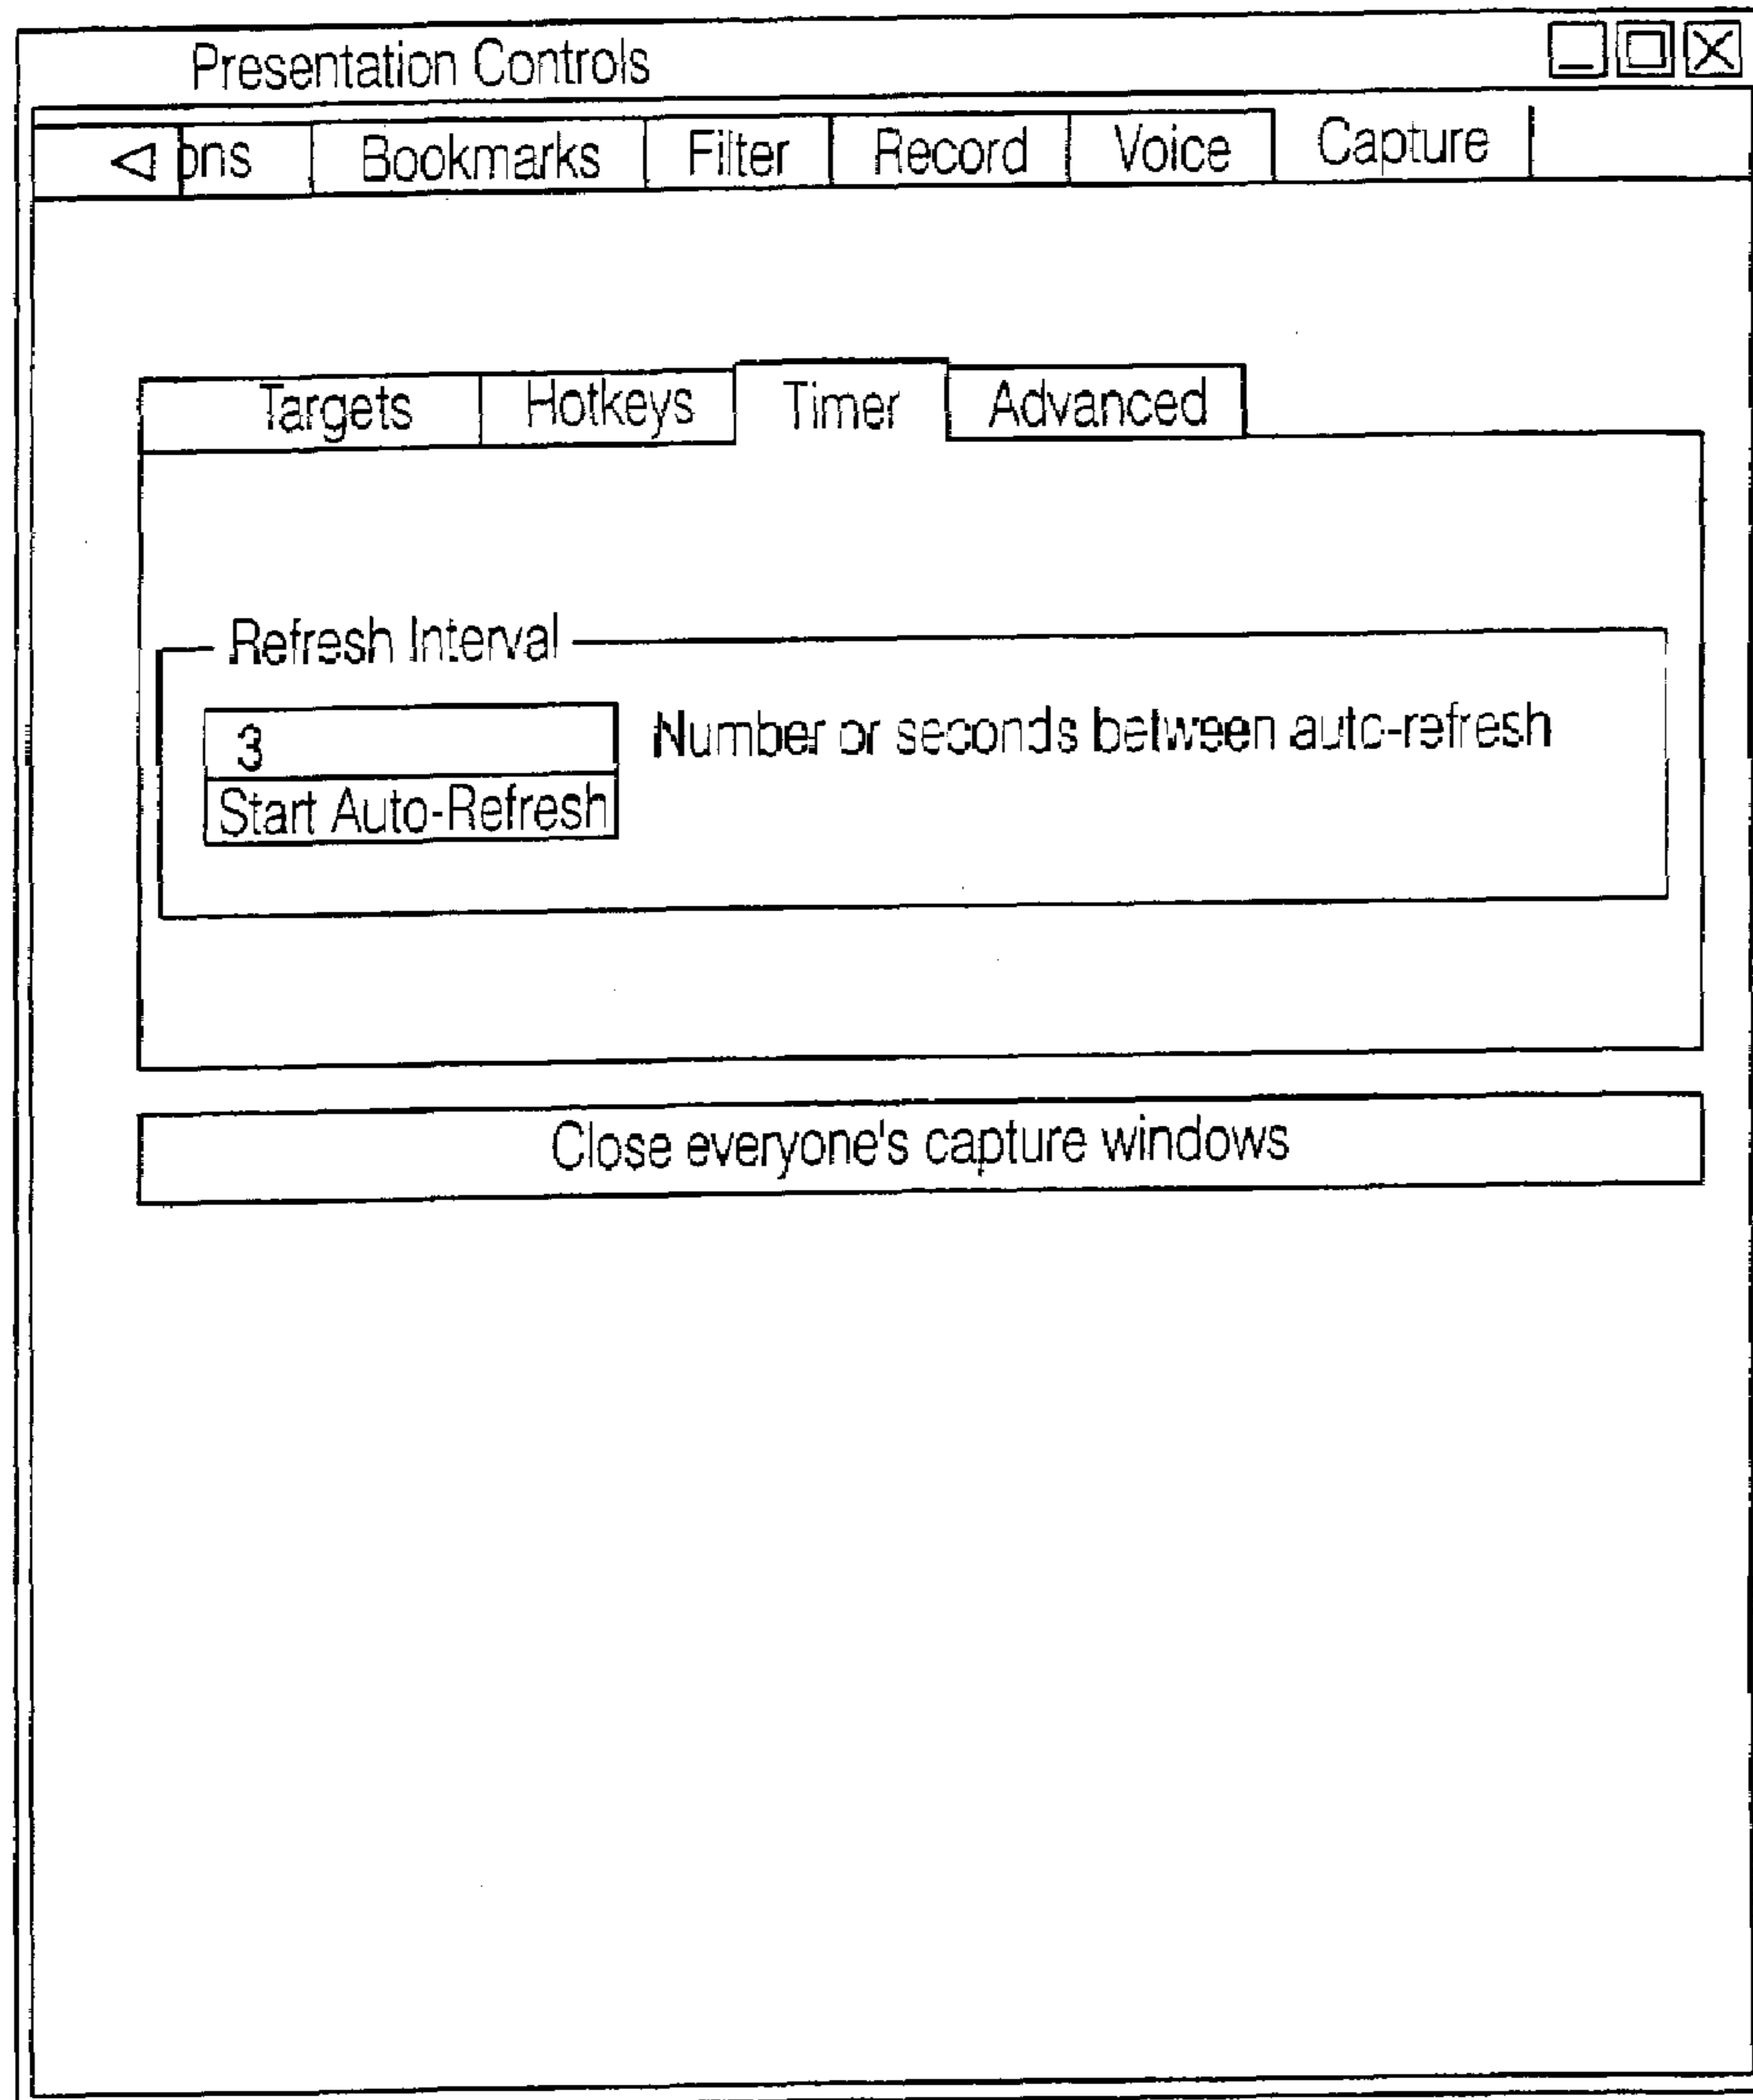 Presentation Controls
ons Bookmarks Filter Record Voice Capture
Targets Hotkeys Timer Advanced
Refresh Interval
3 Number or seconds between auto-refresh
Start Auto-Refresh
Close everyone's capture windows